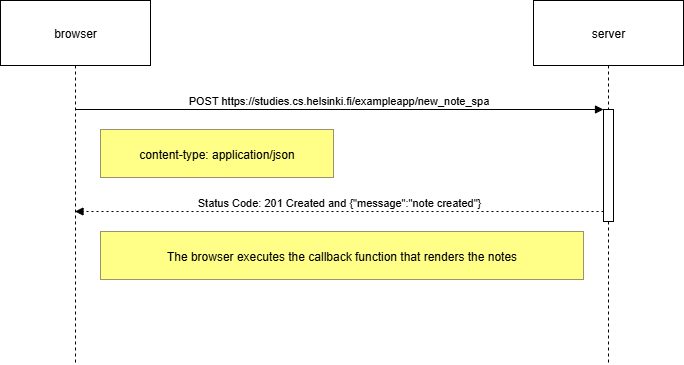 browser
server
POST https://studies.cs.helsinki.fi/exampleapp/new_note_spa
content-type: application/json
Status Code: 201 Created and {"message":"note created"}
The browser executes the callback function that renders the notes